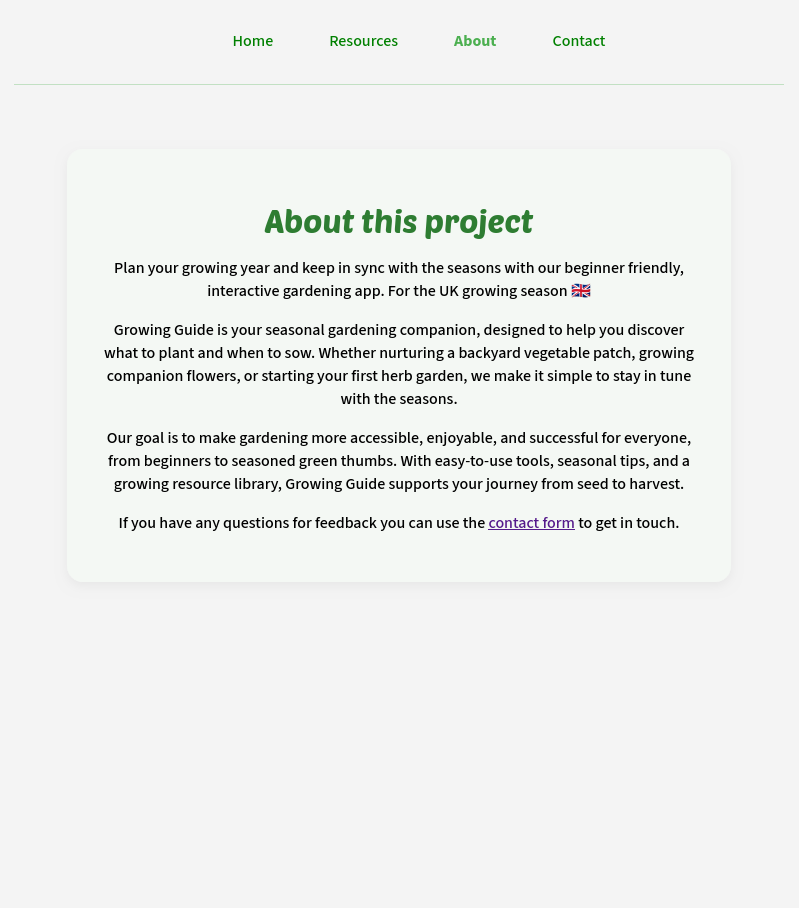 Home Resources About Contact
About this project
Plan your growing year and keep in sync with the seasons with our beginner friendly,
interactive gardening app. For the UK growing season 🇬🇧
Growing Guide is your seasonal gardening companion, designed to help you discover
what to plant and when to sow. Whether nurturing a backyard vegetable patch, growing
companion flowers, or starting your first herb garden, we make it simple to stay in tune
with the seasons.
Our goal is to make gardening more accessible, enjoyable, and successful for everyone,
from beginners to seasoned green thumbs. With easy-to-use tools, seasonal tips, and a
growing resource library, Growing Guide supports your journey from seed to harvest.
If you have any questions for feedback you can use the contact form to get in touch.